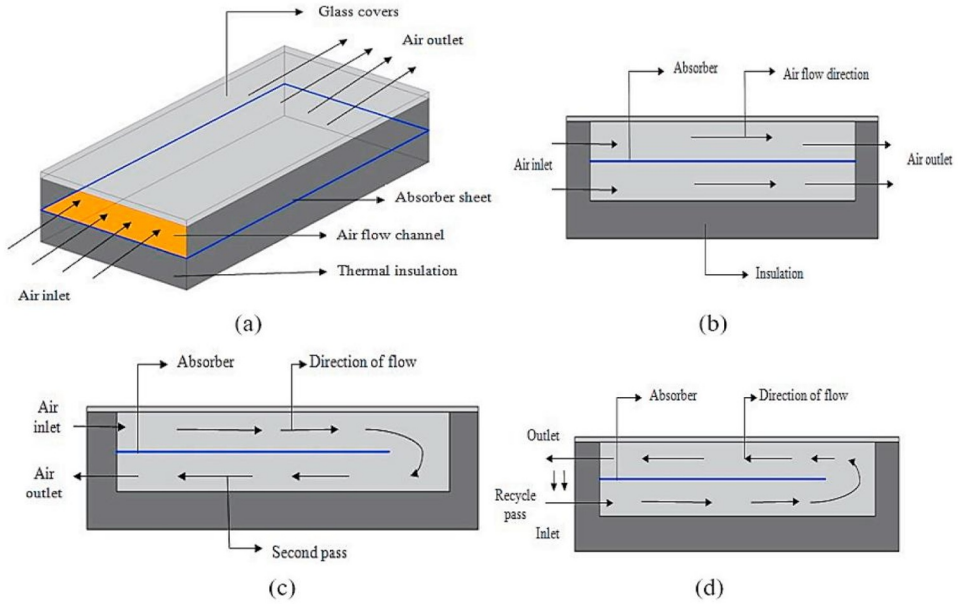 Glass covers
Air outlet
Absorber sheet
Air flow channel
Thermal insulation
Air inlet
(a)
Absorber
Air flow direction
Air inlet
Air outlet
Insulation
(b)
Absorber
Direction of flow
Air
inlet
Air
outlet
Second pass
(c)
Absorber
Direction of flow
Outlet
Recycle
pass
Inlet
(d)